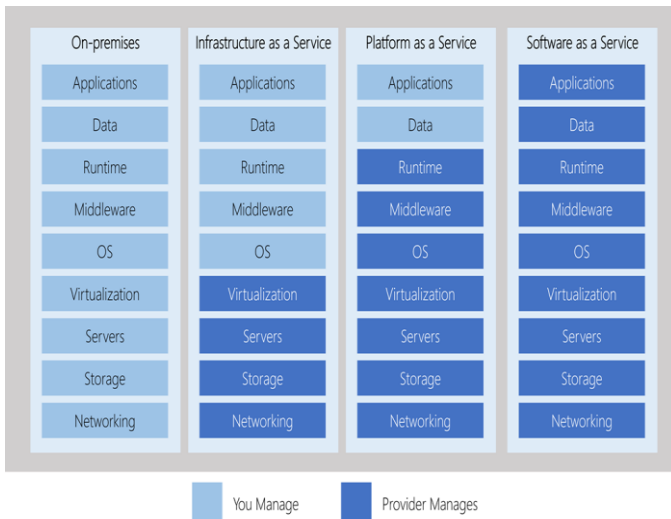 On-premises
Applications
Data
Runtime
Middleware
OS
Virtualization
Servers
Storage
Networking
Infrastructure as a Service
Applications
Data
Runtime
Middleware
OS
Virtualization
Servers
Storage
Networking
Platform as a Service
Applications
Data
Runtime
Middleware
OS
Virtualization
Servers
Storage
Networking
Software as a Service
Applications
Data
Runtime
Middleware
OS
Virtualization
Servers
Storage
Networking
You Manage
Provider Manages